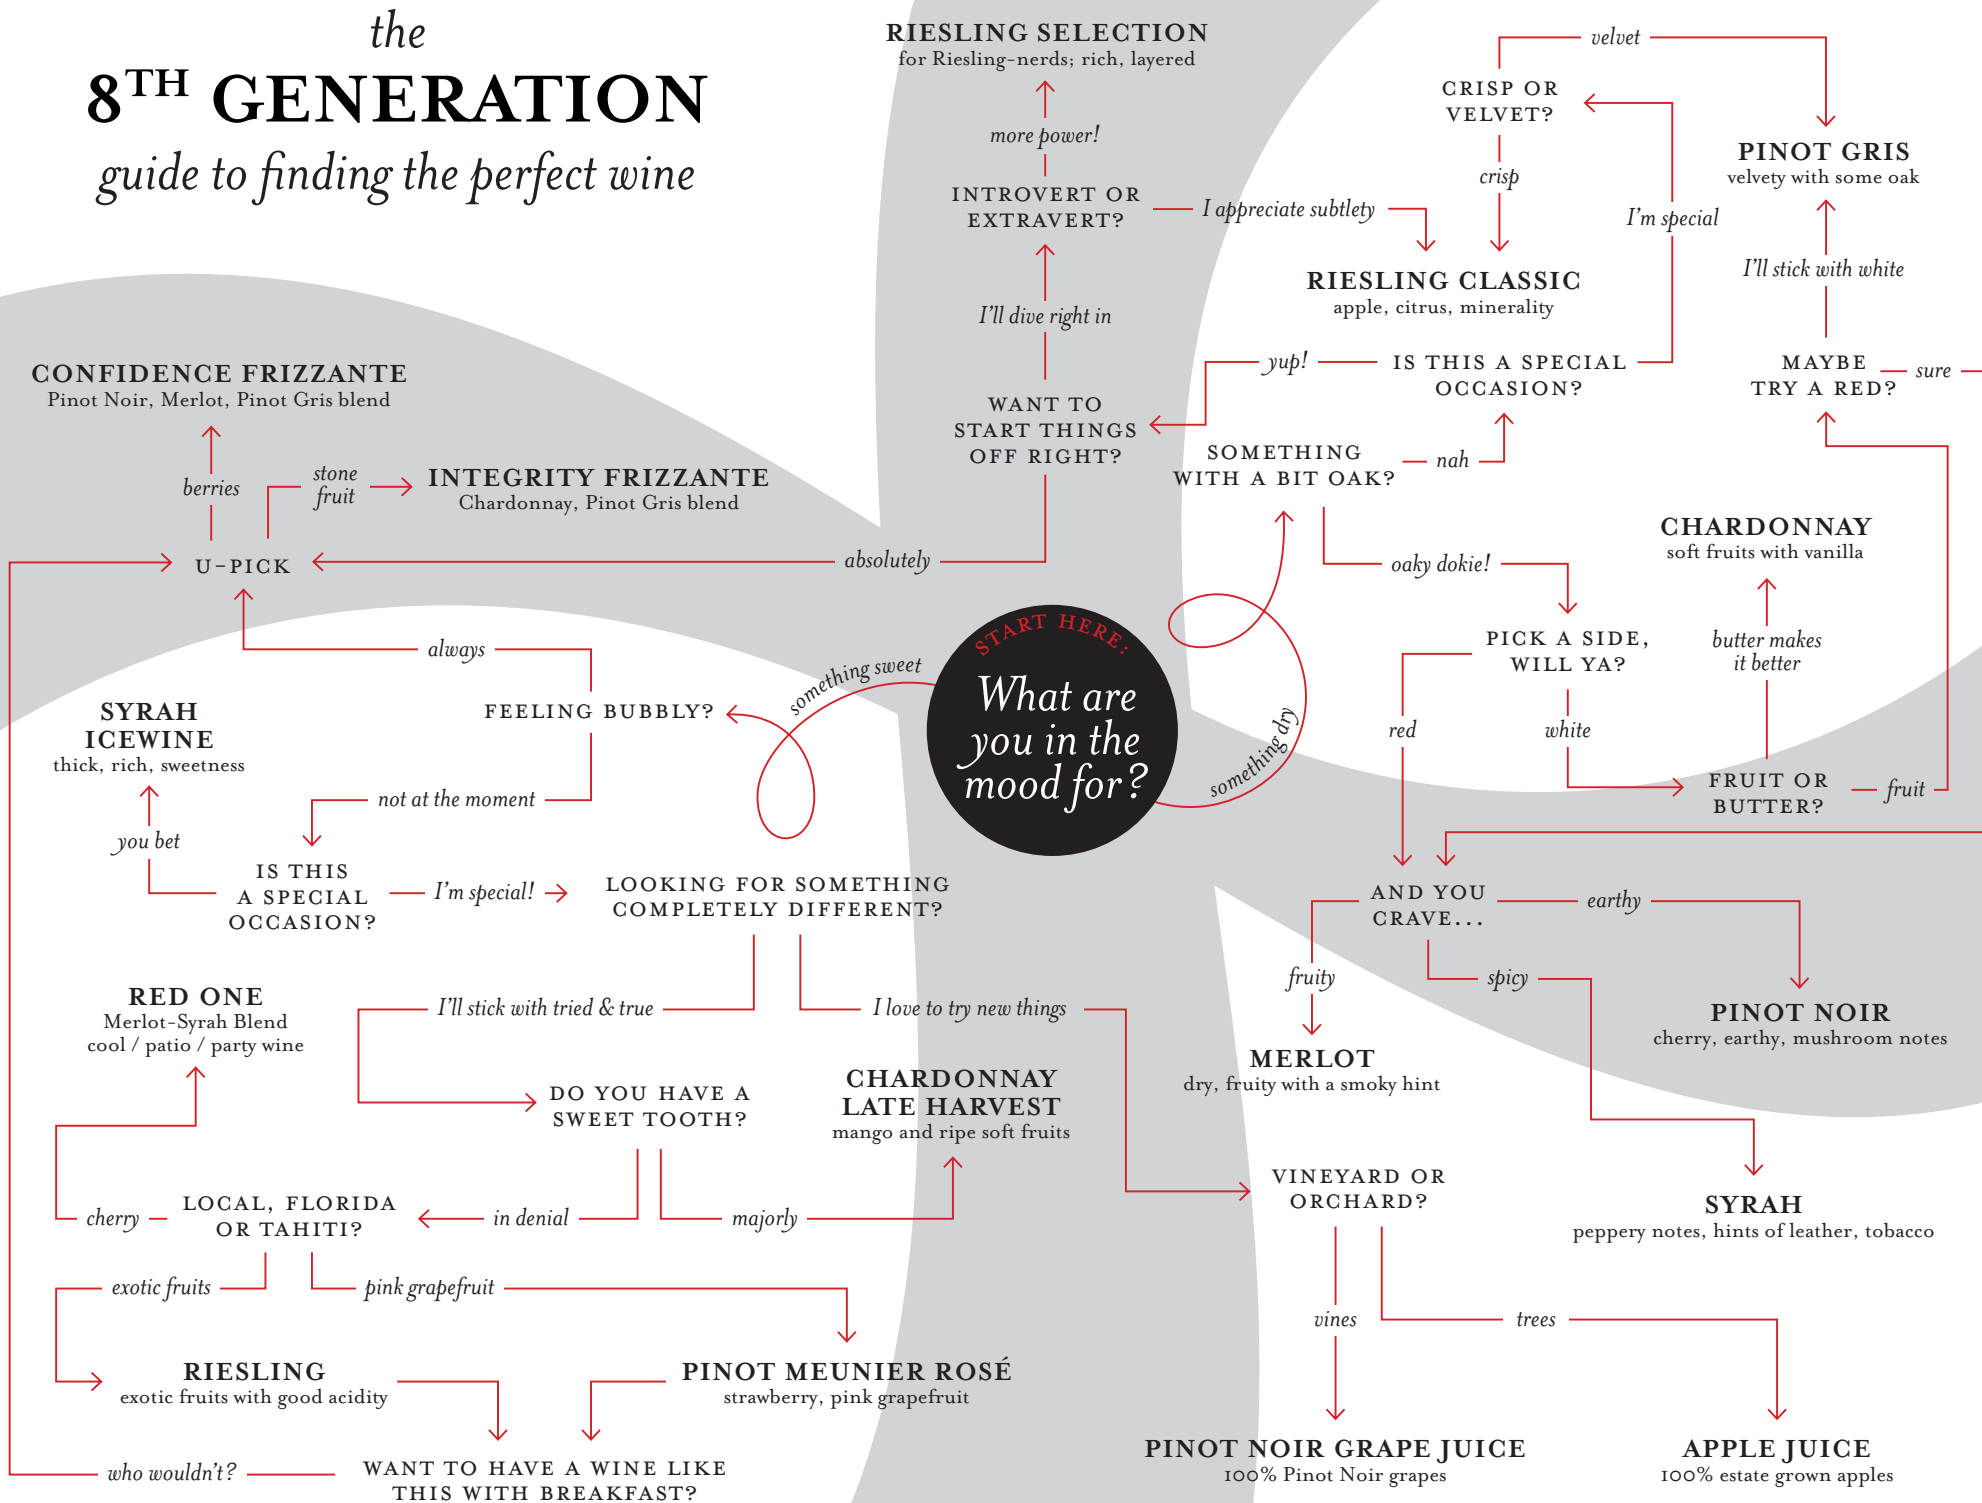 the
8TH GENERATION
guide to finding the perfect wine
RIESLING SELECTION
for Riesling-nerds; rich, layered
more power!
INTROVERT OR
EXTRAVERT?
I appreciate subtlety
I'll dive right in
WANT TO
START THINGS
OFF RIGHT?
absolutely
velvet
CRISP OR
VELVET?
crisp
I'm special
PINOT GRIS
velvety with some oak
I'll stick with white
RIESLING CLASSIC
apple, citrus, minerality
yup!
IS THIS A SPECIAL
OCCASION?
MAYBE
TRY A RED?
sure
SOMETHING
WITH A BIT OAK?
nah
oaky dokie!
CHARDONNAY
soft fruits with vanilla
butter makes
it better
PICK A SIDE,
WILL YA?
red
white
FRUIT OR
BUTTER?
fruit
CONFIDENCE FRIZZANTE
Pinot Noir, Merlot, Pinot Gris blend
berries
stone
fruit
INTEGRITY FRIZZANTE
Chardonnay, Pinot Gris blend
U-PICK
always
FEELING BUBBLY?
something sweet
START HERE:
What are
you in the
mood for?
something dry
SYRAH
ICEWINE
thick, rich, sweetness
not at the moment
you bet
IS THIS
A SPECIAL
OCCASION?
I'm special!
LOOKING FOR SOMETHING
COMPLETELY DIFFERENT?
AND YOU
CRAVE...
earthy
fruity
spicy
PINOT NOIR
cherry, earthy, mushroom notes
MERLOT
dry, fruity with a smoky hint
SYRAH
peppery notes, hints of leather, tobacco
RED ONE
Merlot-Syrah Blend
cool / patio / party wine
I'll stick with tried & true
I love to try new things
DO YOU HAVE A
SWEET TOOTH?
CHARDONNAY
LATE HARVEST
mango and ripe soft fruits
VINEYARD OR
ORCHARD?
cherry
LOCAL, FLORIDA
OR TAHITI?
in denial
majorly
exotic fruits
pink grapefruit
vines
trees
RIESLING
exotic fruits with good acidity
PINOT MEUNIER ROSÉ
strawberry, pink grapefruit
PINOT NOIR GRAPE JUICE
100% Pinot Noir grapes
APPLE JUICE
100% estate grown apples
who wouldn't?
WANT TO HAVE A WINE LIKE
THIS WITH BREAKFAST?